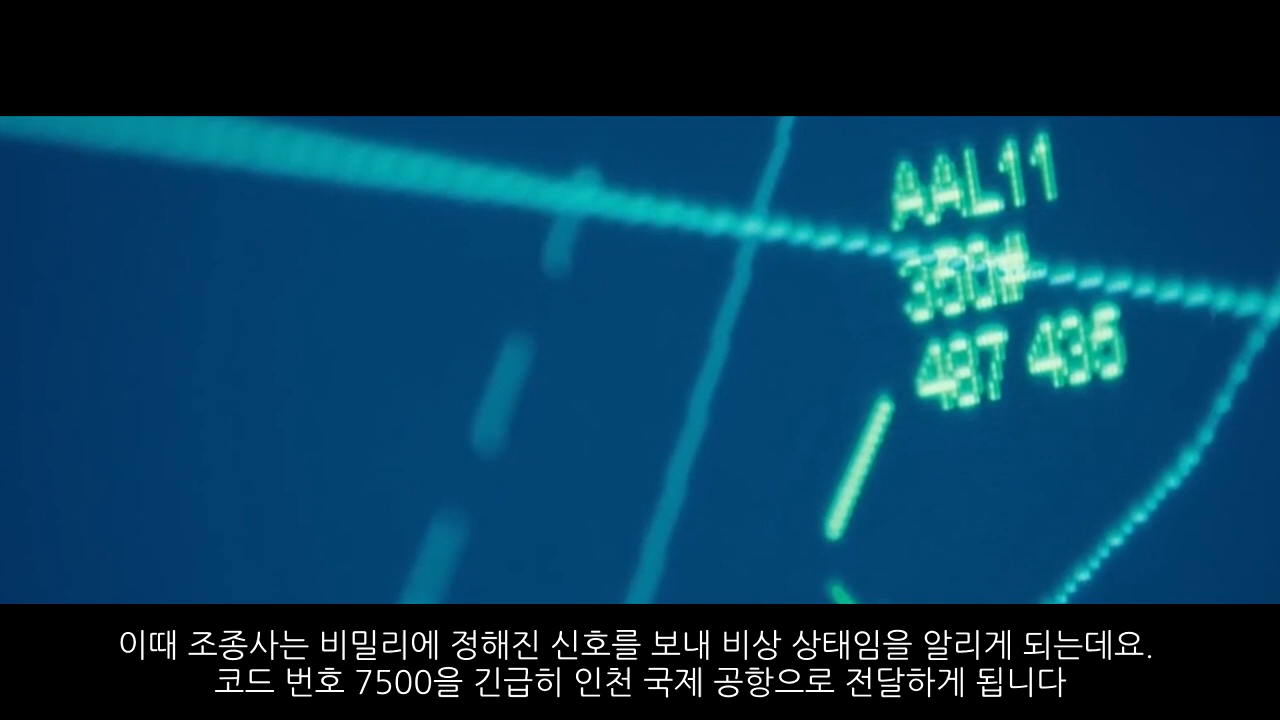 AAL11
350#
487 435
이때 조종사는 비밀리에 정해진 신호를 보내 비상 상태임을 알리게 되는데요.
코드 번호 7500을 긴급히 인천 국제 공항으로 전달하게 됩니다